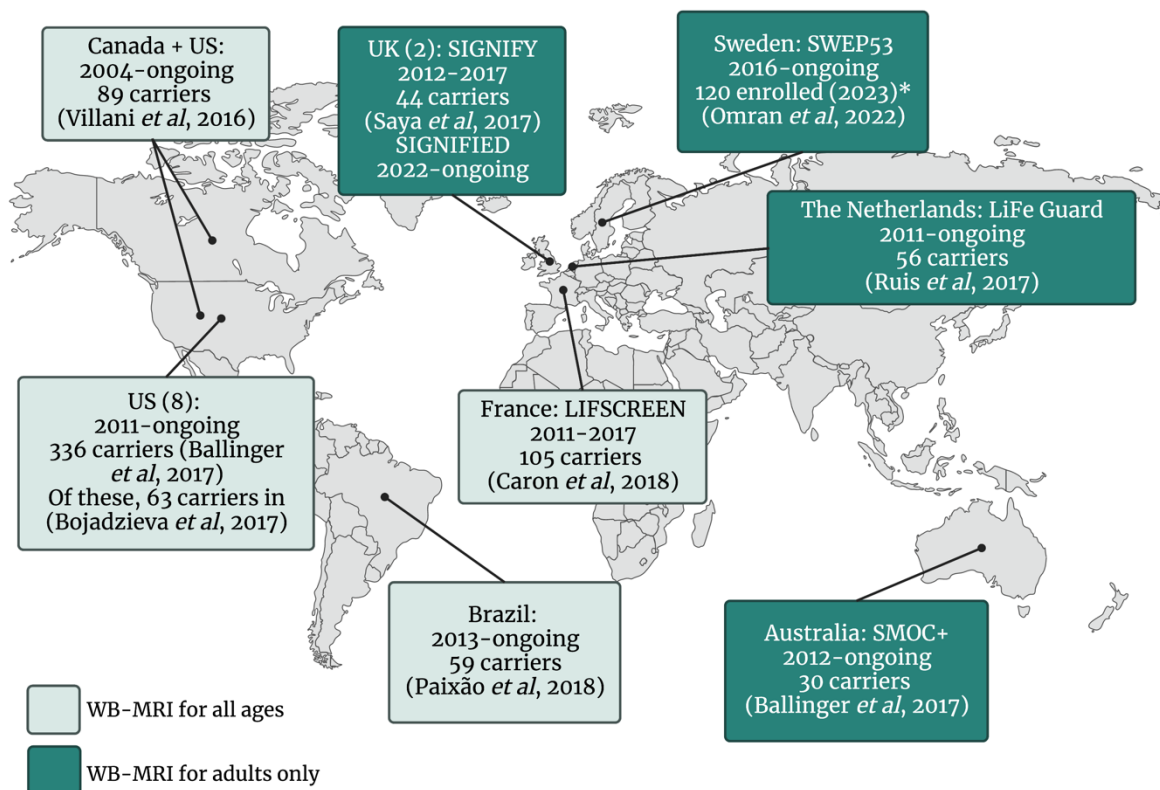 Canada + US:
2004-ongoing
89 carriers
(Villani et al, 2016)
UK (2): SIGNIFY
2012-2017
44 carriers
(Saya et al, 2017)
SIGNIFIED
2022-ongoing
Sweden: SWEP53
2016-ongoing
120 enrolled (2023)*
(Omran et al, 2022)
The Netherlands: LiFe Guard
2011-ongoing
56 carriers
(Ruis et al, 2017)
US (8):
2011-ongoing
336 carriers (Ballinger
et al, 2017)
Of these, 63 carriers in
(Bojadzieva et al, 2017)
France: LIFSCREEN
2011-2017
105 carriers
(Caron et al, 2018)
Brazil:
2013-ongoing
59 carriers
(Paixão et al, 2018)
Australia: SMOC+
2012-ongoing
30 carriers
(Ballinger et al, 2017)
WB-MRI for all ages
WB-MRI for adults only